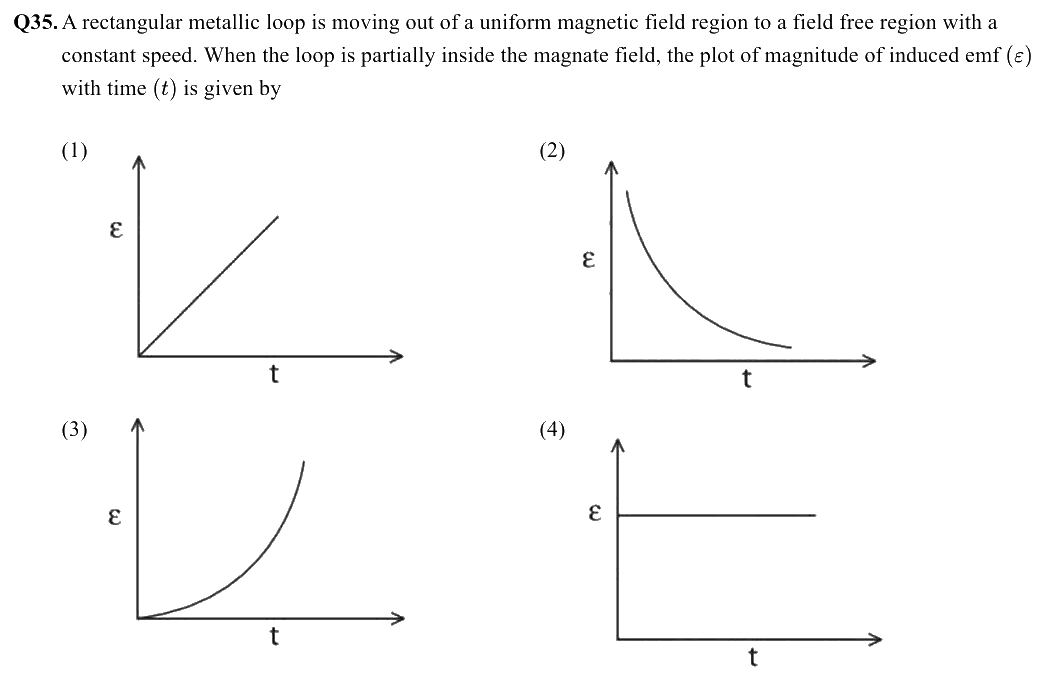 Q35. A rectangular metallic loop is moving out of a uniform magnetic field region to a field free region with a
constant speed. When the loop is partially inside the magnate field, the plot of magnitude of induced emf (ε)
with time (t) is given by
(1)
ε
t
(2)
ε
t
(3)
ε
t
(4)
ε
t